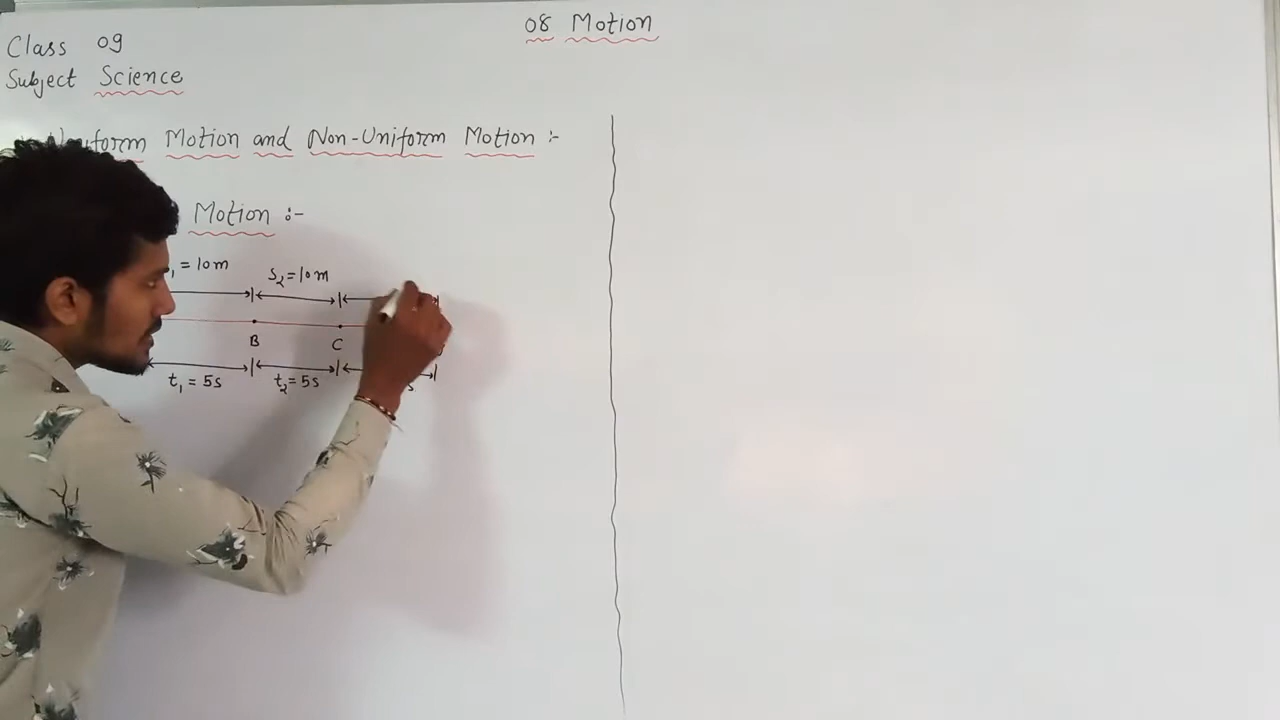 08 Motion
Class 09
Subject Science
Motion and Non-Uniform Motion :-
Motion :-
= 10m
S₂ = 10m
B
C
t₁ = 5s
t₂ = 5s
s